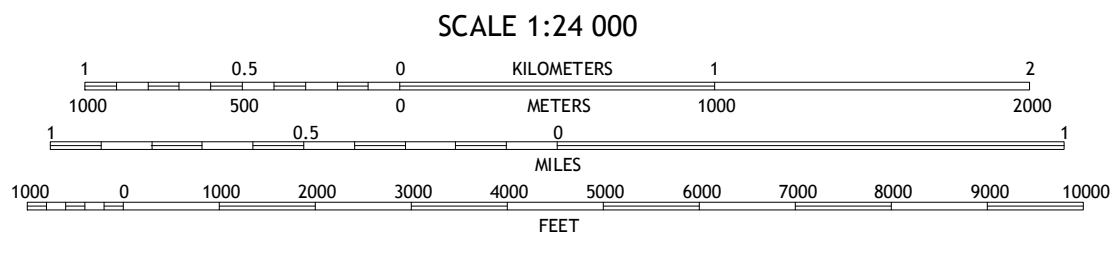 SCALE 1:24 000
1 0.5 0 KILOMETERS 1 2
1000 500 0 METERS 1000 2000
1 0.5 0 1
MILES
1000 0 1000 2000 3000 4000 5000 6000 7000 8000 9000 10000
FEET